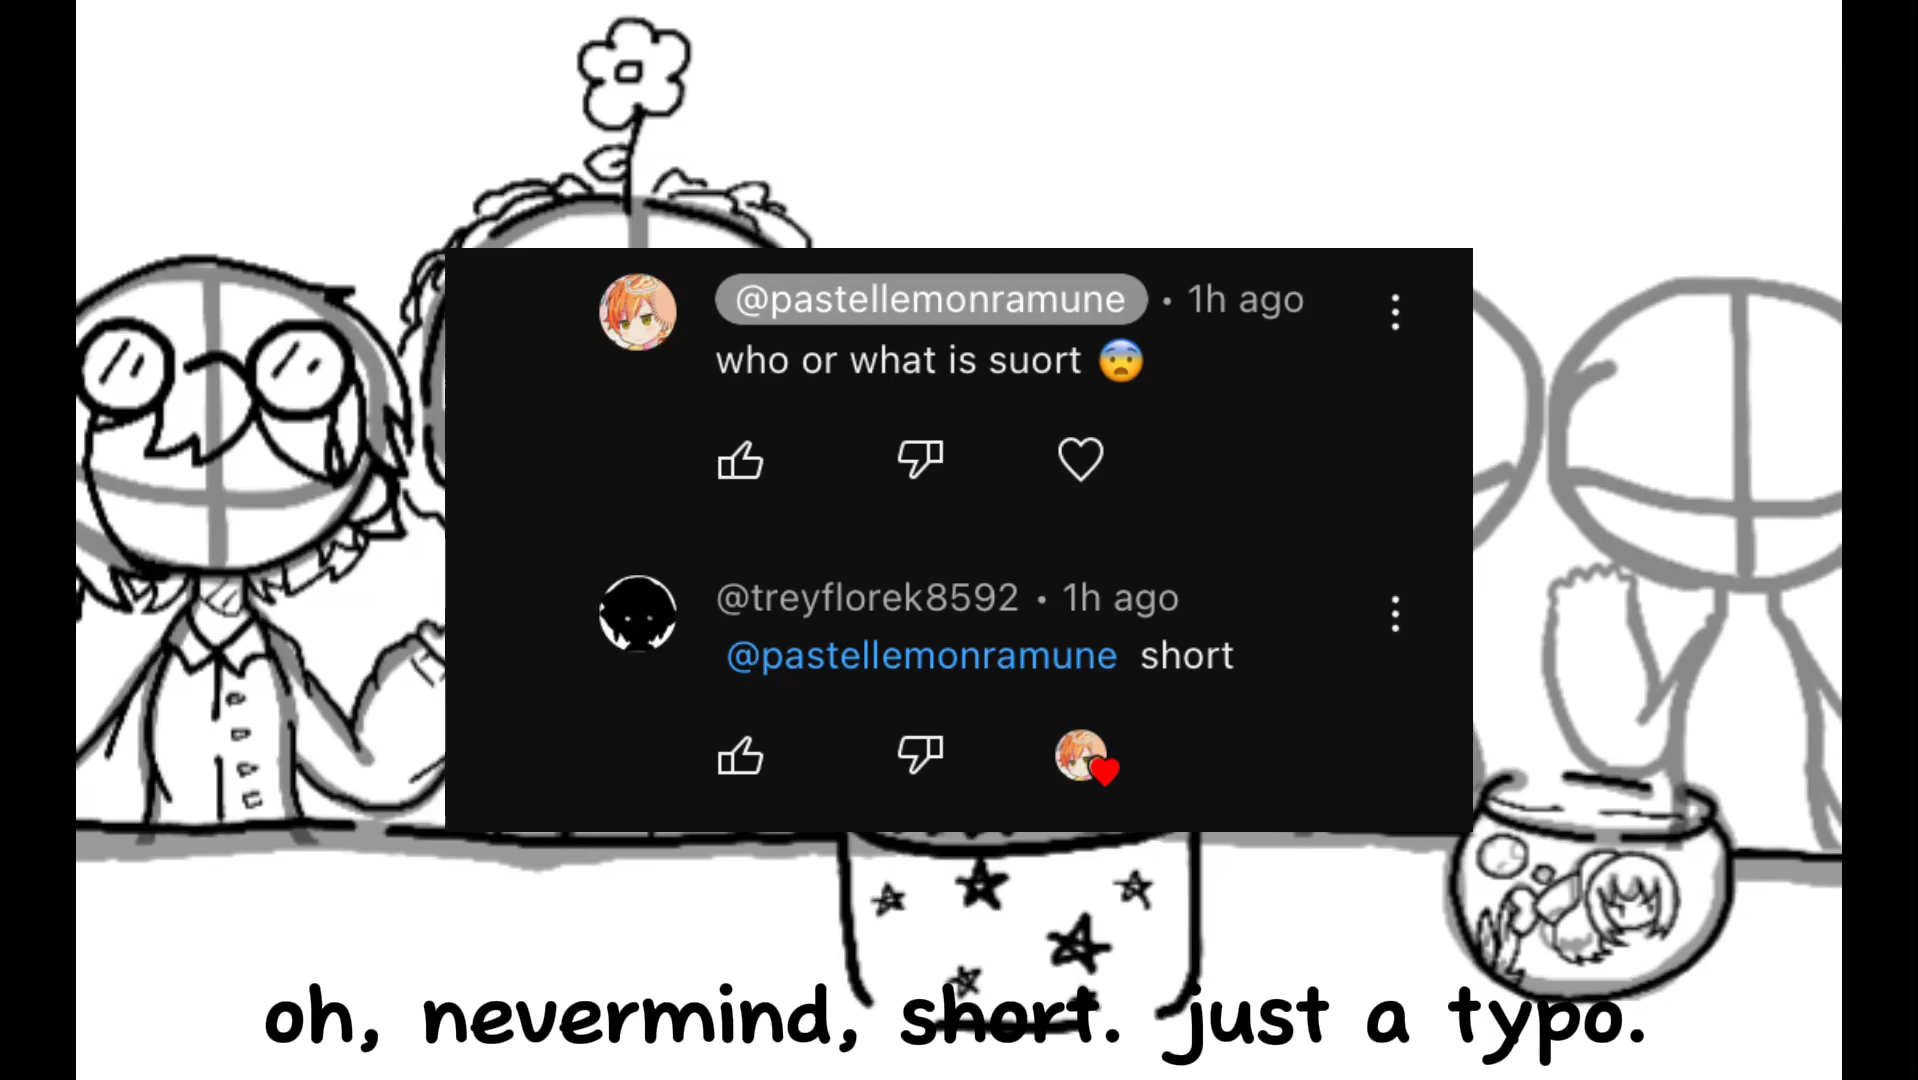 @pastellemonramune • 1h ago
who or what is suort 😨
@treyflorek8592 • 1h ago
@pastellemonramune short
oh, nevermind, short. just a typo.